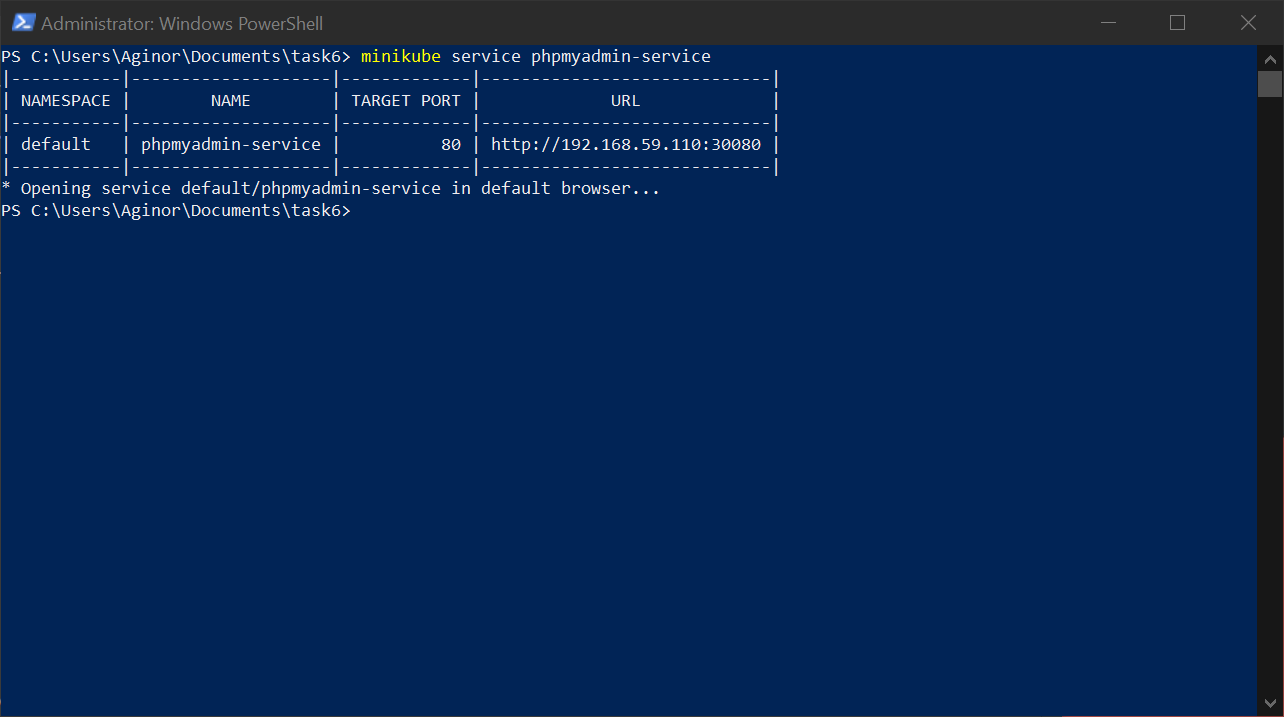 Administrator: Windows PowerShell
PS C:\Users\Aginor\Documents\task6> minikube service phpmyadmin-service
|-----------|--------------------|-------------|-----------------------------|
| NAMESPACE |        NAME        | TARGET PORT |             URL             |
|-----------|--------------------|-------------|-----------------------------|
| default   | phpmyadmin-service |          80 | http://192.168.59.110:30080 |
|-----------|--------------------|-------------|-----------------------------|
* Opening service default/phpmyadmin-service in default browser...
PS C:\Users\Aginor\Documents\task6>